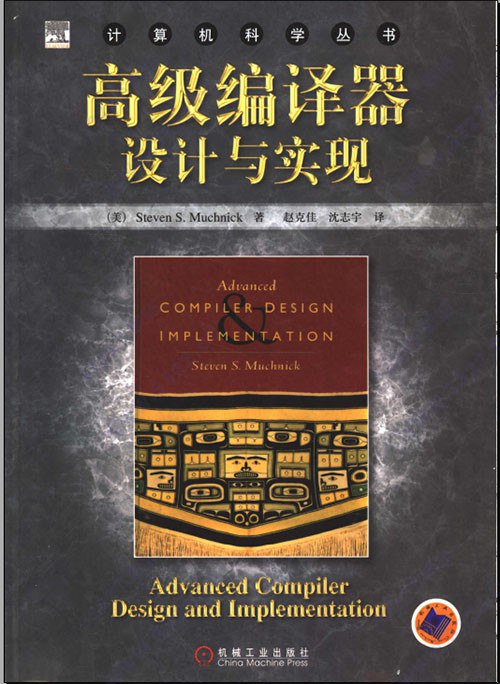 计算机科学丛书
高级编译器
设计与实现
（美） Steven S. Muchnick 著 赵克佳 沈志宇 译
Advanced
COMPILER DESIGN
&
IMPLEMENTATION
Steven S. Muchnick
Advanced Compiler
Design and Implementation
机械工业出版社
China Machine Press